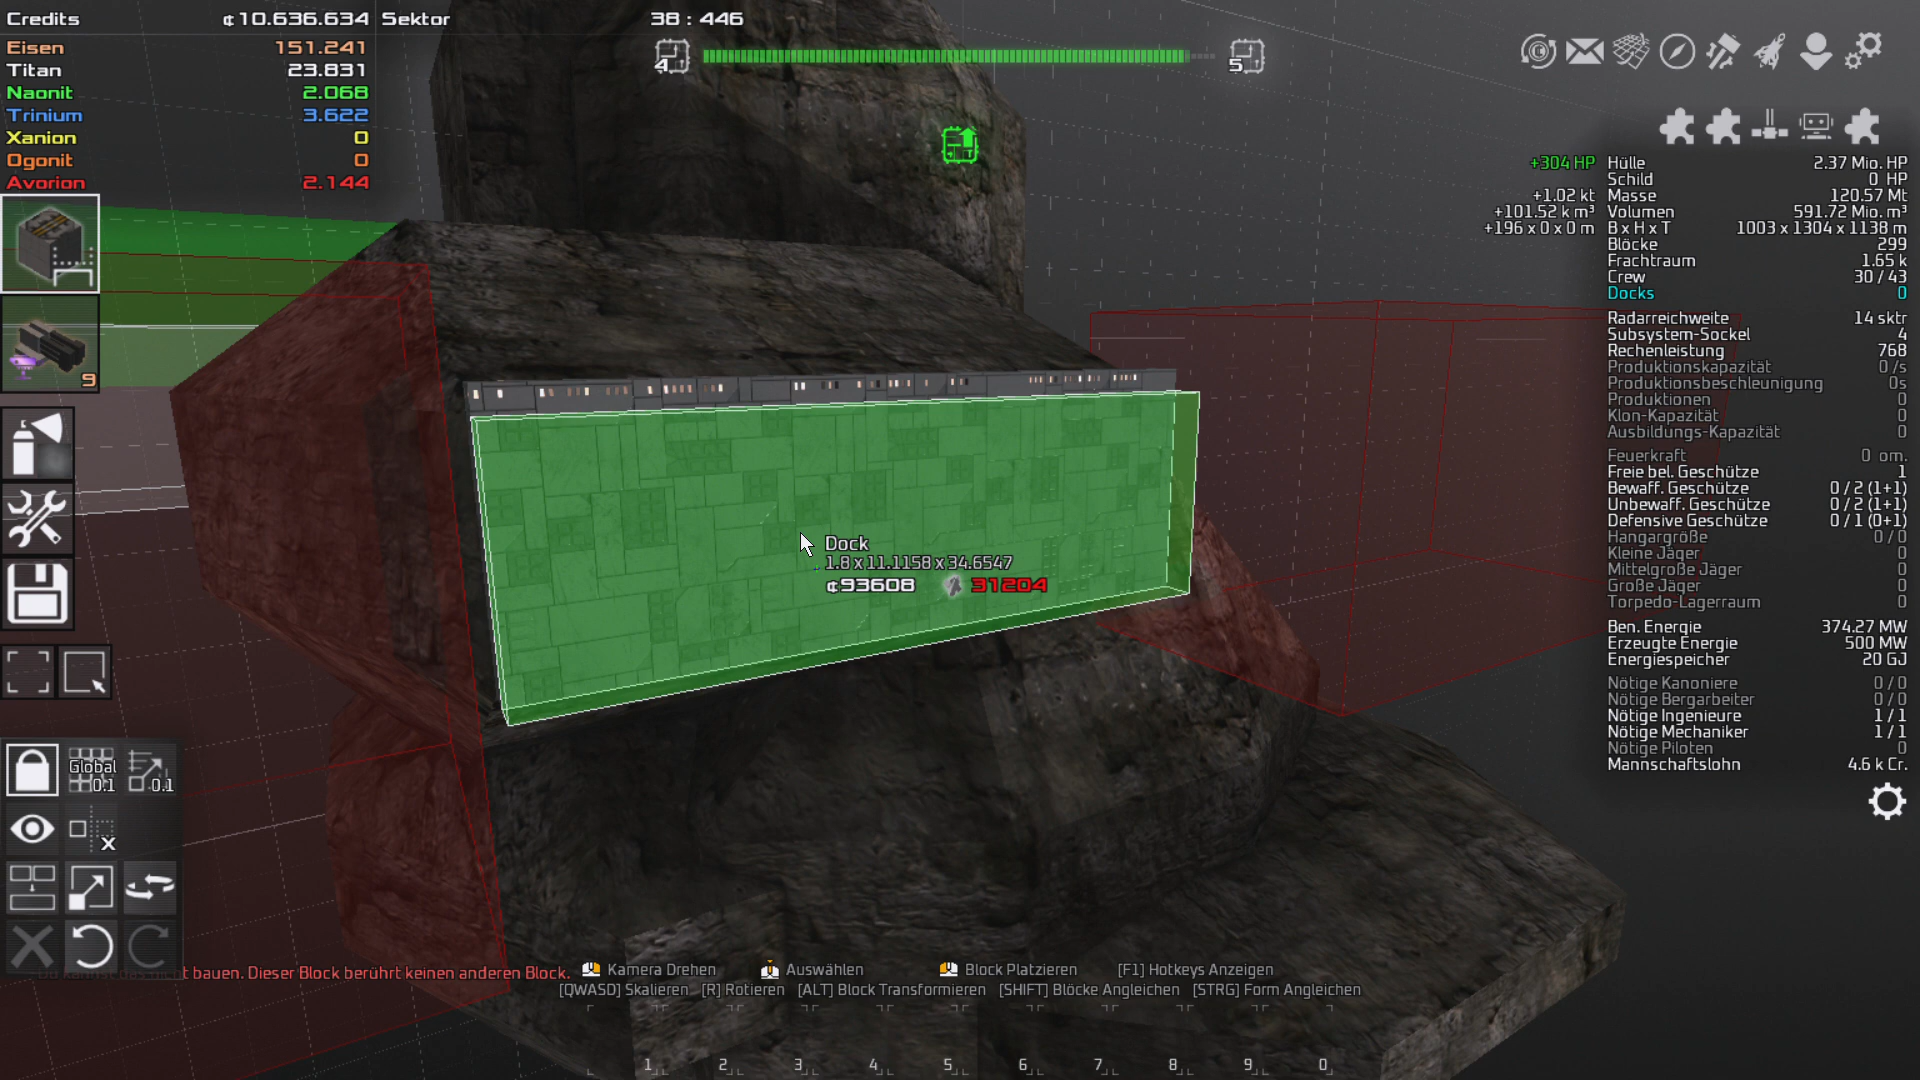 Credits ¢10.636.634 Sektor 38 : 446
Eisen 151.241
Titan 23.831
Naonit 2.068
Trinium 3.622
Xanion 0
Ogonit 0
Avorion 2.144
4
5
9
+304 HP Hülle 2.37 Mio. HP
Schild 0 HP
+1.02 kt Masse 120.57 Mt
+101.52 k m³ Volumen 591.72 Mio. m³
+196 x 0 x 0 m B x H x T 1003 x 1304 x 1138 m
Blöcke 299
Frachtraum 1.65 k
Crew 30 / 43
Docks 0
Radarreichweite 14 sktr
Subsystem-Sockel 4
Rechenleistung 768
Produktionskapazität 0 /s
Produktionsbeschleunigung 0s
Produktionen 0
Klon-Kapazität 0
Ausbildungs-Kapazität 0
Feuerkraft 0 om.
Freie bel. Geschütze 1
Bewaff. Geschütze 0 / 2 (1+1)
Unbewaff. Geschütze 0 / 2 (1+1)
Defensive Geschütze 0 / 1 (0+1)
Hangargröße 0 / 0
Kleine Jäger 0
Mittelgroße Jäger 0
Große Jäger 0
Torpedo-Lagerraum 0
Ben. Energie 374.27 MW
Erzeugte Energie 500 MW
Energiespeicher 20 GJ
Nötige Kanoniere 0 / 0
Nötige Bergarbeiter 0 / 0
Nötige Ingenieure 1 / 1
Nötige Mechaniker 1 / 1
Nötige Piloten 0
Mannschaftslohn 4.6 k Cr.
Dock
1.8 x 11.1158 x 34.6547
¢93608 31204
Global
0.1 0.1
X
t bauen. Dieser Block berührt keinen anderen Block.
Kamera Drehen Auswählen Block Platzieren [F1] Hotkeys Anzeigen
[QWASD] Skalieren [R] Rotieren [ALT] Block Transformieren [SHIFT] Blöcke Angleichen [STRG] Form Angleichen
1 2 3 4 5 6 7 8 9 0